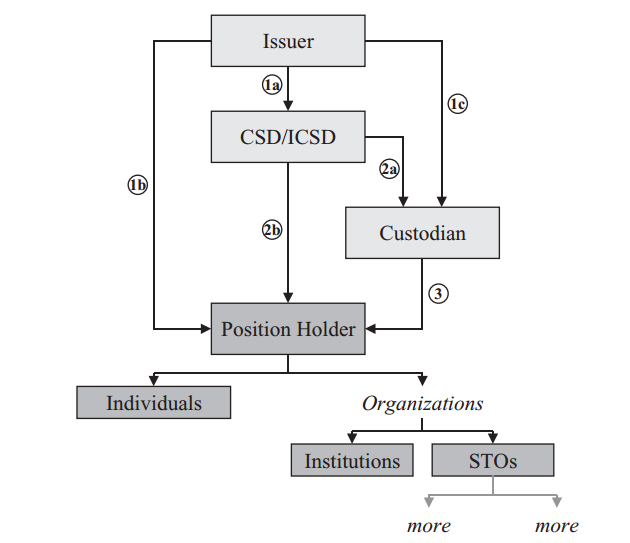 Issuer
1a
1c
CSD/ICSD
2a
1b
2b
Custodian
3
Position Holder
Individuals
Organizations
Institutions
STOs
more
more